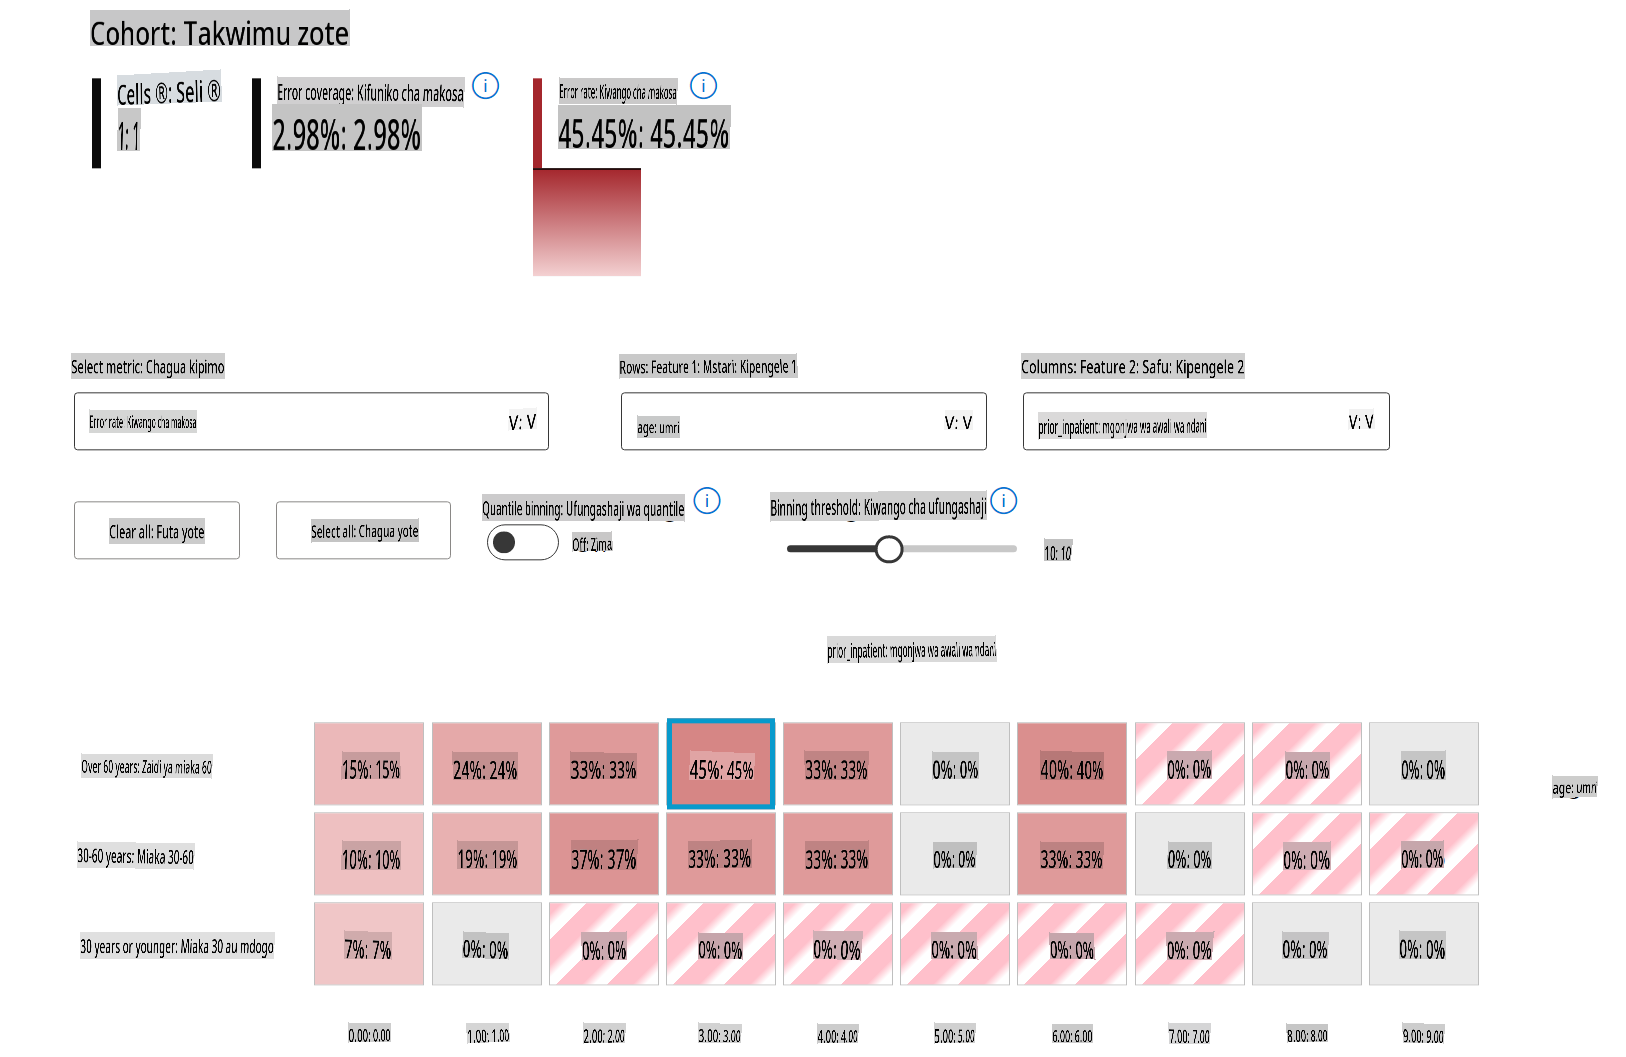 Cohort: Takwimu zote
Cells ®: Seli ®
1: 1
Error coverage: Kifuniko cha makosa
2.98%: 2.98%
Error rate: Kiwango cha makosa
45.45%: 45.45%
Select metric: Chagua kipimo
Rows: Feature 1: Mstari: Kipengele 1
Columns: Feature 2: Safu: Kipengele 2
Error rate: Kiwango cha makosa V: V
age: umri V: V
prior_inpatient: mgonjwa wa awali wa ndani V: V
Clear all: Futa yote
Select all: Chagua yote
Quantile binning: Ufungashaji wa quantile
Off: Zima
Binning threshold: Kiwango cha ufungashaji
10: 10
prior_inpatient: mgonjwa wa awali wa ndani
Over 60 years: Zaidi ya miaka 60 15%: 15% 24%: 24% 33%: 33% 45%: 45% 33%: 33% 0%: 0% 40%: 40% 0%: 0% 0%: 0% 0%: 0%
age: umri
30-60 years: Miaka 30-60 10%: 10% 19%: 19% 37%: 37% 33%: 33% 33%: 33% 0%: 0% 33%: 33% 0%: 0% 0%: 0% 0%: 0%
30 years or younger: Miaka 30 au mdogo 7%: 7% 0%: 0% 0%: 0% 0%: 0% 0%: 0% 0%: 0% 0%: 0% 0%: 0% 0%: 0% 0%: 0%
0.00: 0.00 1.00: 1.00 2.00: 2.00 3.00: 3.00 4.00: 4.00 5.00: 5.00 6.00: 6.00 7.00: 7.00 8.00: 8.00 9.00: 9.00